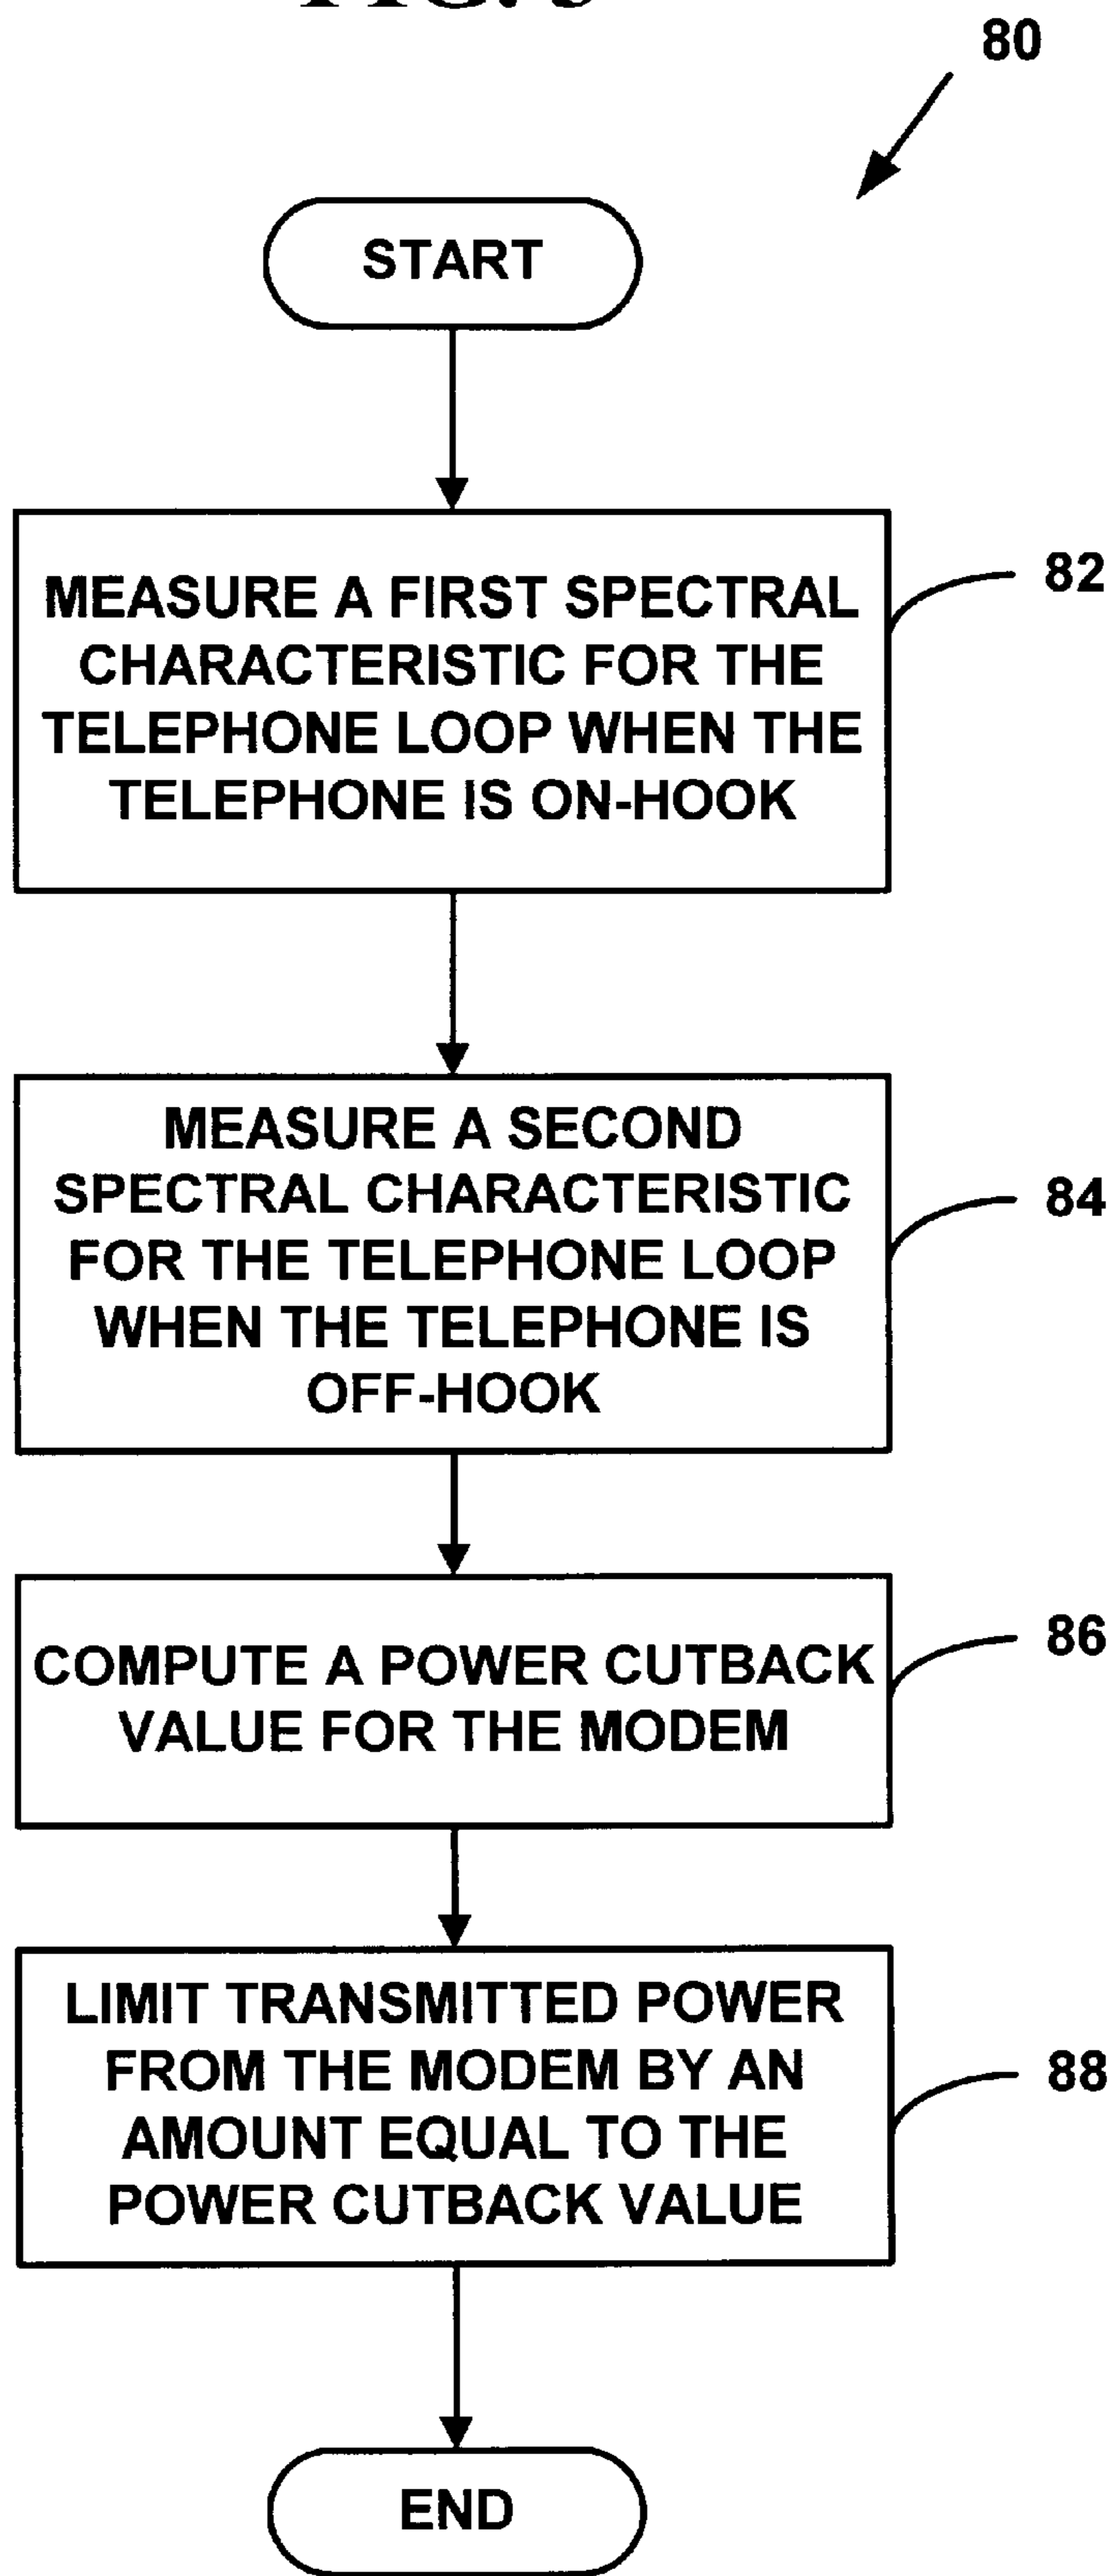 80
START
MEASURE A FIRST SPECTRAL
CHARACTERISTIC FOR THE
TELEPHONE LOOP WHEN THE
TELEPHONE IS ON-HOOK
82
MEASURE A SECOND
SPECTRAL CHARACTERISTIC
FOR THE TELEPHONE LOOP
WHEN THE TELEPHONE IS
OFF-HOOK
84
COMPUTE A POWER CUTBACK
VALUE FOR THE MODEM
86
LIMIT TRANSMITTED POWER
FROM THE MODEM BY AN
AMOUNT EQUAL TO THE
POWER CUTBACK VALUE
88
END